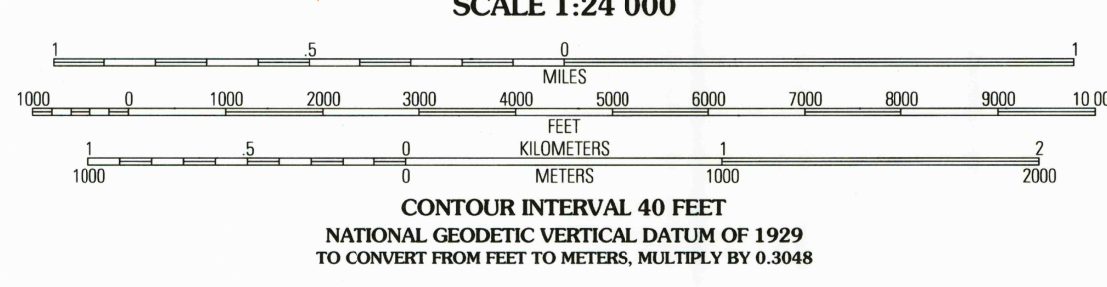 SCALE 1:24 000
1 .5 0 1
MILES
1000 0 1000 2000 3000 4000 5000 6000 7000 8000 9000 10 00
FEET
1 .5 0 KILOMETERS 1 2
1000 0 METERS 1000 2000
CONTOUR INTERVAL 40 FEET
NATIONAL GEODETIC VERTICAL DATUM OF 1929
TO CONVERT FROM FEET TO METERS, MULTIPLY BY 0.3048